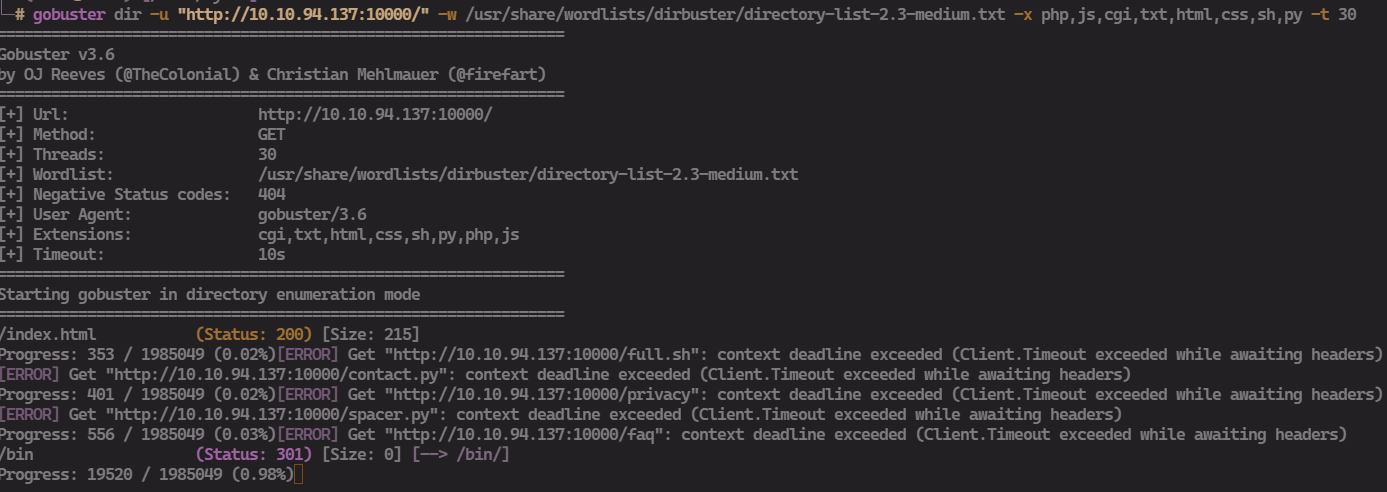 # gobuster dir -u "http://10.10.94.137:10000/" -w /usr/share/wordlists/dirbuster/directory-list-2.3-medium.txt -x php,js,cgi,txt,html,css,sh,py -t 30
===============================================================
Gobuster v3.6
by OJ Reeves (@TheColonial) & Christian Mehlmauer (@firefart)
===============================================================
[+] Url:                     http://10.10.94.137:10000/
[+] Method:                  GET
[+] Threads:                 30
[+] Wordlist:                /usr/share/wordlists/dirbuster/directory-list-2.3-medium.txt
[+] Negative Status codes:   404
[+] User Agent:              gobuster/3.6
[+] Extensions:              cgi,txt,html,css,sh,py,php,js
[+] Timeout:                 10s
===============================================================
Starting gobuster in directory enumeration mode
===============================================================
/index.html           (Status: 200) [Size: 215]
Progress: 353 / 1985049 (0.02%)[ERROR] Get "http://10.10.94.137:10000/full.sh": context deadline exceeded (Client.Timeout exceeded while awaiting headers)
[ERROR] Get "http://10.10.94.137:10000/contact.py": context deadline exceeded (Client.Timeout exceeded while awaiting headers)
Progress: 401 / 1985049 (0.02%)[ERROR] Get "http://10.10.94.137:10000/privacy": context deadline exceeded (Client.Timeout exceeded while awaiting headers)
[ERROR] Get "http://10.10.94.137:10000/spacer.py": context deadline exceeded (Client.Timeout exceeded while awaiting headers)
Progress: 556 / 1985049 (0.03%)[ERROR] Get "http://10.10.94.137:10000/faq": context deadline exceeded (Client.Timeout exceeded while awaiting headers)
/bin                  (Status: 301) [Size: 0] [--> /bin/]
Progress: 19520 / 1985049 (0.98%)